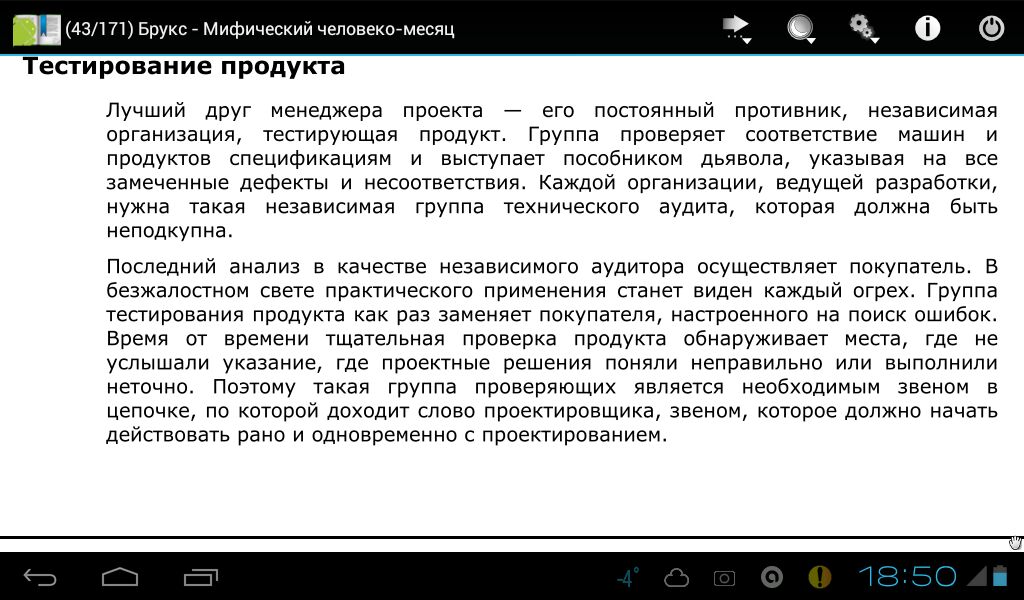 (43/171) Брукс - Мифический человеко-месяц
Тестирование продукта
Лучший друг менеджера проекта — его постоянный противник, независимая
организация, тестирующая продукт. Группа проверяет соответствие машин и
продуктов спецификациям и выступает пособником дьявола, указывая на все
замеченные дефекты и несоответствия. Каждой организации, ведущей разработки,
нужна такая независимая группа технического аудита, которая должна быть
неподкупна.
Последний анализ в качестве независимого аудитора осуществляет покупатель. В
безжалостном свете практического применения станет виден каждый огрех. Группа
тестирования продукта как раз заменяет покупателя, настроенного на поиск ошибок.
Время от времени тщательная проверка продукта обнаруживает места, где не
услышали указание, где проектные решения поняли неправильно или выполнили
неточно. Поэтому такая группа проверяющих является необходимым звеном в
цепочке, по которой доходит слово проектировщика, звеном, которое должно начать
действовать рано и одновременно с проектированием.
-4° 18:50